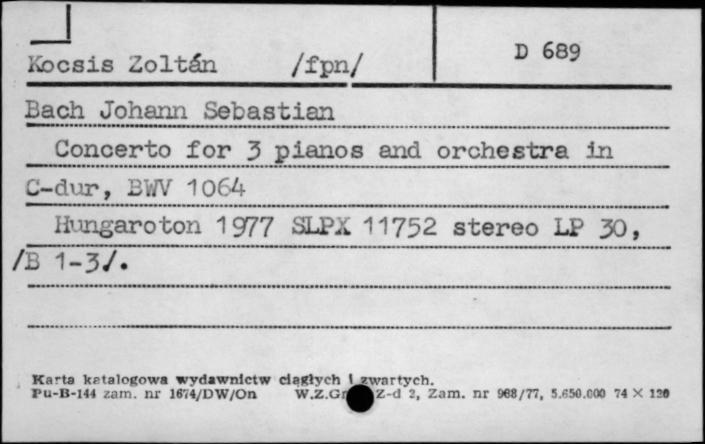 Kocsis Zoltán /fpn/ D 689
Bach Johann Sebastian
Concerto for 3 pianos and orchestra in
C-dur, BWV 1064
Hungaroton 1977 SLPX 11752 stereo LP 30,
/B 1-3/.
Karta katalogowa wydawnictw ciągłych i zwartych.
Pu-B-144 zam. nr 1674/DW/On W.Z.Gr Z-d 2, Zam. nr 968/77, 5.650.000 74 × 120